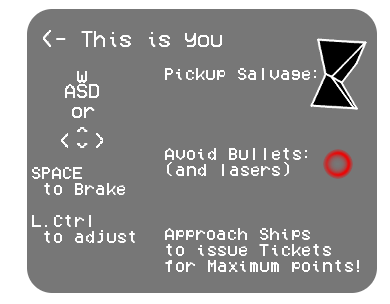 <- This is you
W
ASD
or
< ^ >
SPACE
to Brake
L.Ctrl
to adjust
Pickup Salvage:
Avoid Bullets:
(and lasers)
Approach Ships
to issue Tickets
for Maximum points!